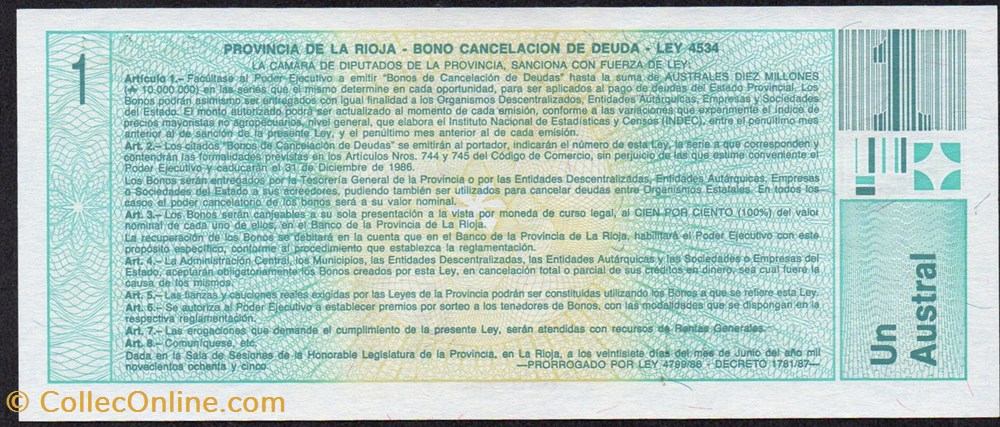 1
PROVINCIA DE LA RIOJA - BONO CANCELACION DE DEUDA - LEY 4534
LA CAMARA DE DIPUTADOS DE LA PROVINCIA, SANCIONA CON FUERZA DE LEY:
Artículo 1.– Facúltase al Poder Ejecutivo a emitir "Bonos de Cancelación de Deudas" hasta la suma de AUSTRALES DIEZ MILLONES
(₳ 10.000.000) en las series que el mismo determine en cada oportunidad, para ser aplicados al pago de deudas del Estado Provincial. Los
Bonos podrán asimismo ser entregados con igual finalidad a los Organismos Descentralizados, Entidades Autárquicas, Empresas y Sociedades
del Estado. El monto autorizado podrá ser actualizado al momento de cada emisión, conforme a las variaciones que experimente el índice de
precios mayoristas no agropecuarios, nivel general, que elabora el Instituto Nacional de Estadísticas y Censos (INDEC), entre el penúltimo mes
anterior al de sanción de la presente Ley, y el penúltimo mes anterior al de cada emisión.
Art. 2.– Los citados "Bonos de Cancelación de Deudas" se emitirán al portador, indicarán el número de esta Ley, la serie a que corresponden y
contendrán las formalidades previstas en los Artículos Nros. 744 y 745 del Código de Comercio, sin perjuicio de las que estime conveniente el
Poder Ejecutivo y caducarán el 31 de Diciembre de 1986.
Los Bonos serán entregados por la Tesorería General de la Provincia o por las Entidades Descentralizadas, Entidades Autárquicas, Empresas
o Sociedades del Estado a sus acreedores, pudiendo también ser utilizados para cancelar deudas entre Organismos Estatales. En todos los
casos el poder cancelatorio de los bonos será a su valor nominal.
Art. 3.– Los Bonos serán canjeables a su sola presentación a la vista por moneda de curso legal, al CIEN POR CIENTO (100%) del valor
nominal de cada uno de ellos, en el Banco de la Provincia de La Rioja.
La recuperación de los Bonos se debitará en la cuenta que en el Banco de la Provincia de La Rioja, habilitará el Poder Ejecutivo con este
propósito específico, conforme al procedimiento que establezca la reglamentación.
Art. 4.– La Administración Central, los Municipios, las Entidades Descentralizadas, las Entidades Autárquicas y las Sociedades o Empresas del
Estado, aceptarán obligatoriamente los Bonos creados por esta Ley, en cancelación total o parcial de sus créditos en dinero, sea cual fuere la
causa de los mismos.
Art. 5.– Las fianzas y cauciones reales exigidas por las Leyes de la Provincia podrán ser constituidas utilizando los Bonos a que se refiere esta Ley.
Art. 6.– Se autoriza al Poder Ejecutivo a establecer premios por sorteo a los tenedores de Bonos, con las modalidades que se dispongan en la
respectiva reglamentación.
Art. 7.– Las erogaciones que demande el cumplimiento de la presente Ley, serán atendidas con recursos de Rentas Generales.
Art. 8.– Comuníquese, etc.
Dada en la Sala de Sesiones de la Honorable Legislatura de la Provincia, en La Rioja, a los veintisiete días del mes de Junio del año mil
novecientos ochenta y cinco
—PRORROGADO POR LEY 4799/86 - DECRETO 1781/87—
1
Un
Austral
© CollecOnline.com